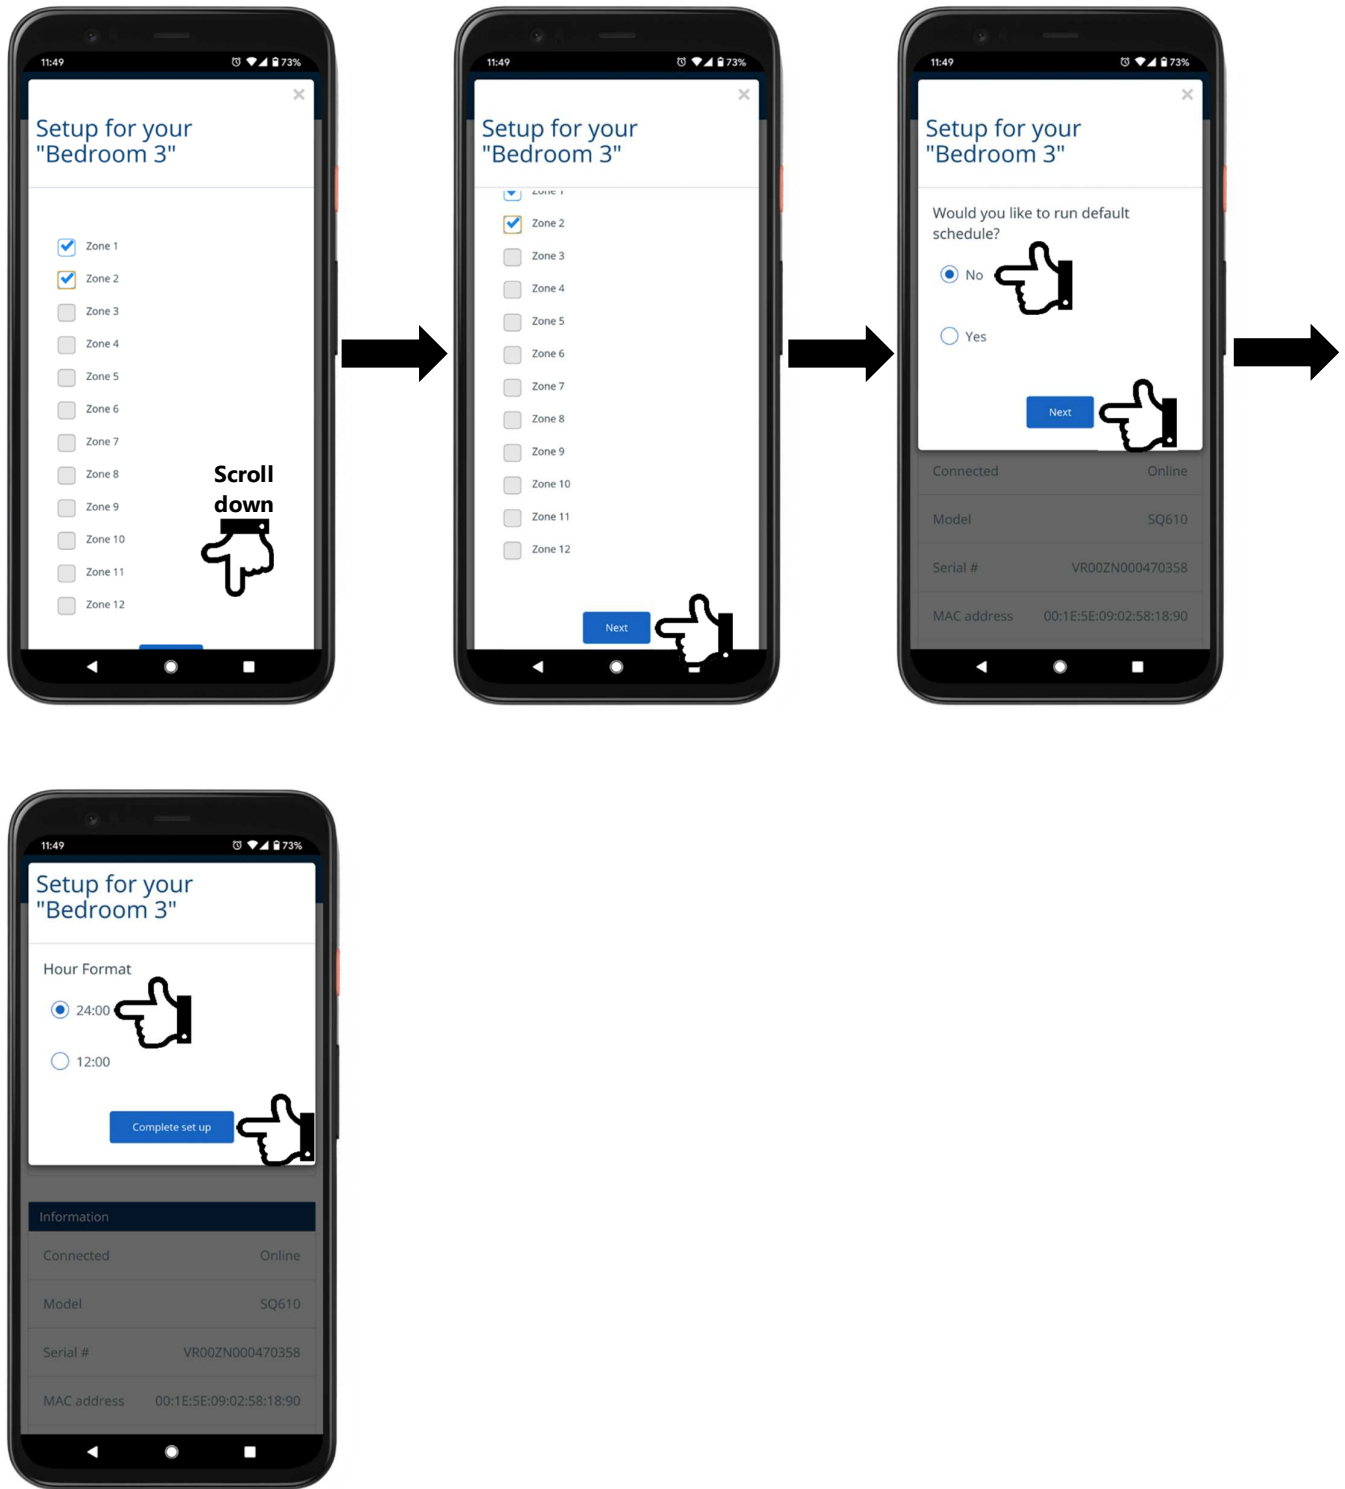 11:49
73%
×
Setup for your
"Bedroom 3"
Zone 1
Zone 2
Zone 3
Zone 4
Zone 5
Zone 6
Zone 7
Zone 8
Zone 9
Zone 10
Zone 11
Zone 12
Scroll
down
11:49
73%
×
Setup for your
"Bedroom 3"
Zone 1
Zone 2
Zone 3
Zone 4
Zone 5
Zone 6
Zone 7
Zone 8
Zone 9
Zone 10
Zone 11
Zone 12
Next
11:49
73%
×
Setup for your
"Bedroom 3"
Would you like to run default
schedule?
No
Yes
Next
Connected Online
Model SQ610
Serial # VR00ZN000470358
MAC address 00:1E:5E:09:02:58:18:90
11:49
73%
Setup for your
"Bedroom 3"
Hour Format
24:00
12:00
Complete set up
Information
Connected Online
Model SQ610
Serial # VR00ZN000470358
MAC address 00:1E:5E:09:02:58:18:90